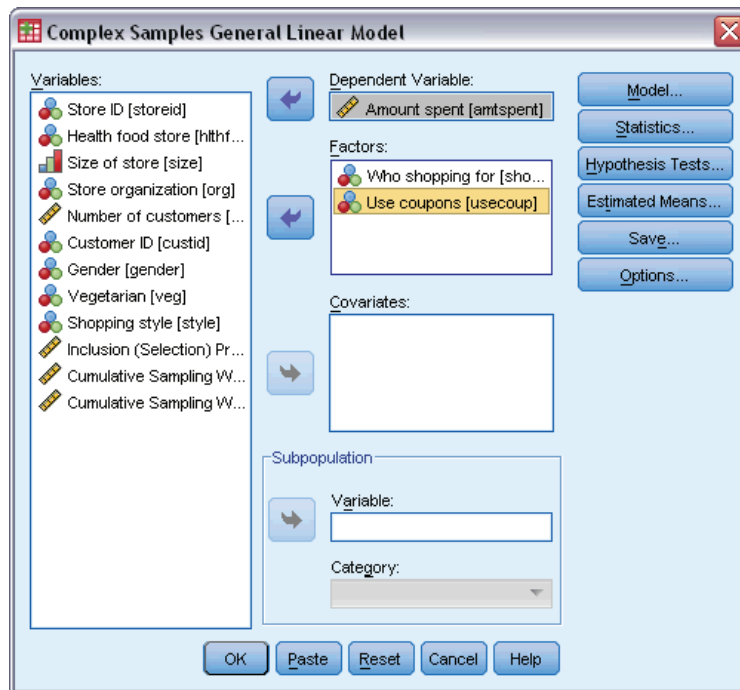 Complex Samples General Linear Model
Variables:
Store ID [storeid]
Health food store [hlthf...
Size of store [size]
Store organization [org]
Number of customers [...
Customer ID [custid]
Gender [gender]
Vegetarian [veg]
Shopping style [style]
Inclusion (Selection) Pr...
Cumulative Sampling W...
Cumulative Sampling W...
Dependent Variable:
Amount spent [amtspent]
Factors:
Who shopping for [sho...
Use coupons [usecoup]
Covariates:
Subpopulation
Variable:
Category:
Model...
Statistics...
Hypothesis Tests...
Estimated Means...
Save...
Options...
OK
Paste
Reset
Cancel
Help